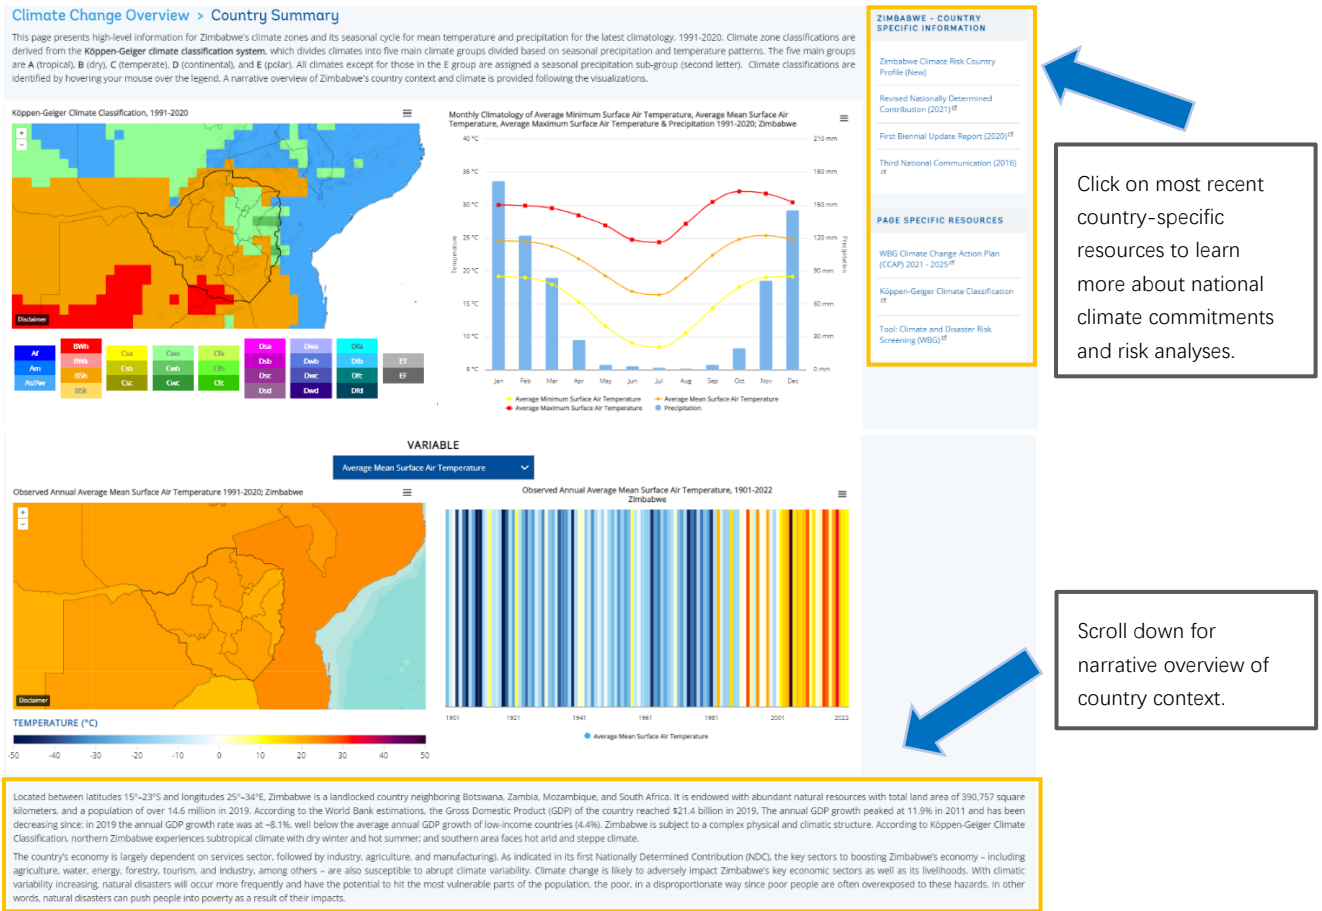 Climate Change Overview > Country Summary
This page presents high-level information for Zimbabwe's climate zones and its seasonal cycle for mean temperature and precipitation for the latest climatology, 1991-2020. Climate zone classifications are
derived from the Köppen-Geiger climate classification system, which divides climates into five main climate groups divided based on seasonal precipitation and temperature patterns. The five main groups
are A (tropical), B (dry), C (temperate), D (continental), and E (polar). All climates except for those in the E group are assigned a seasonal precipitation sub-group (second letter). Climate classifications are
identified by hovering your mouse over the legend. A narrative overview of Zimbabwe's country context and climate is provided following the visualizations.
Köppen-Geiger Climate Classification, 1991-2020
+
-
Disclaimer
Af BWh Csa Cwa Cfa Dsa Dwa Dfa
Am BWk Csb Cwb Cfb Dsb Dwb Dfb ET
As/Aw BSh Csc Cwc Cfc Dsc Dwc Dfc EF
BSk Dsd Dwd Dfd
Monthly Climatology of Average Minimum Surface Air Temperature, Average Mean Surface Air
Temperature, Average Maximum Surface Air Temperature & Precipitation 1991-2020; Zimbabwe
40 °C 210 mm
35 °C 180 mm
30 °C 150 mm
25 °C 120 mm
20 °C 90 mm
15 °C 60 mm
10 °C 30 mm
5 °C 0 mm
Temperature
Precipitation
Jan Feb Mar Apr May Jun Jul Aug Sep Oct Nov Dec
Average Minimum Surface Air Temperature Average Mean Surface Air Temperature
Average Maximum Surface Air Temperature Precipitation
ZIMBABWE - COUNTRY
SPECIFIC INFORMATION
Zimbabwe Climate Risk Country
Profile (New)
Revised Nationally Determined
Contribution (2021)
First Biennial Update Report (2020)
Third National Communication (2016)
PAGE SPECIFIC RESOURCES
WBG Climate Change Action Plan
(CCAP) 2021 - 2025
Köppen-Geiger Climate Classification
Tool: Climate and Disaster Risk
Screening (WBG)
Click on most recent
country-specific
resources to learn
more about national
climate commitments
and risk analyses.
VARIABLE
Average Mean Surface Air Temperature
Observed Annual Average Mean Surface Air Temperature 1991-2020; Zimbabwe
+
-
Disclaimer
TEMPERATURE (°C)
-50 -40 -30 -20 -10 0 10 20 30 40 50
Observed Annual Average Mean Surface Air Temperature, 1901-2022
Zimbabwe
1901 1921 1941 1961 1981 2001 2022
Average Mean Surface Air Temperature
Scroll down for
narrative overview of
country context.
Located between latitudes 15°–23°S and longitudes 25°–34°E, Zimbabwe is a landlocked country neighboring Botswana, Zambia, Mozambique, and South Africa. It is endowed with abundant natural resources with total land area of 390,757 square
kilometers, and a population of over 14.6 million in 2019. According to the World Bank estimations, the Gross Domestic Product (GDP) of the country reached $21.4 billion in 2019. The annual GDP growth peaked at 11.9% in 2011 and has been
decreasing since: in 2019 the annual GDP growth rate was at –8.1%, well below the average annual GDP growth of low-income countries (4.4%). Zimbabwe is subject to a complex physical and climatic structure. According to Köppen-Geiger Climate
Classification, northern Zimbabwe experiences subtropical climate with dry winter and hot summer; and southern area faces hot arid and steppe climate.
The country's economy is largely dependent on services sector, followed by industry, agriculture, and manufacturing). As indicated in its first Nationally Determined Contribution (NDC), the key sectors to boosting Zimbabwe's economy – including
agriculture, water, energy, forestry, tourism, and industry, among others – are also susceptible to abrupt climate variability. Climate change is likely to adversely impact Zimbabwe's key economic sectors as well as its livelihoods. With climatic
variability increasing, natural disasters will occur more frequently and have the potential to hit the most vulnerable parts of the population, the poor, in a disproportionate way since poor people are often overexposed to these hazards. In other
words, natural disasters can push people into poverty as a result of their impacts.